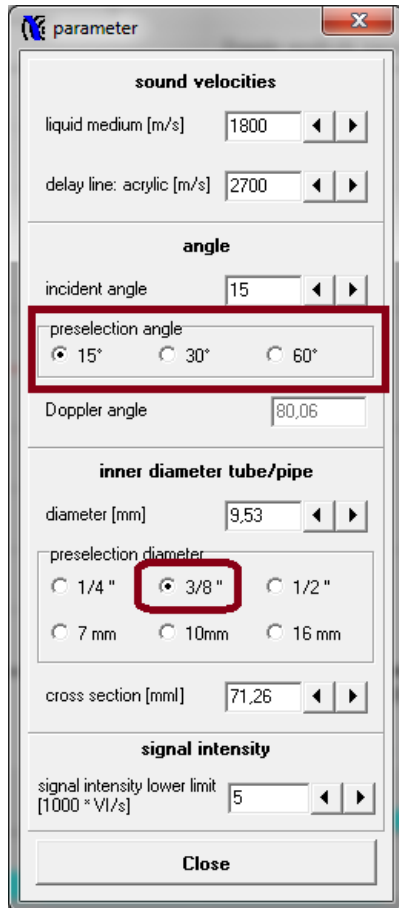 parameter
sound velocities
liquid medium [m/s] 1800
delay line: acrylic [m/s] 2700
angle
incident angle 15
preselection angle
15° 30° 60°
Doppler angle 80,06
inner diameter tube/pipe
diameter [mm] 9,53
preselection diameter
1/4 " 3/8 " 1/2 "
7 mm 10mm 16 mm
cross section [mml] 71,26
signal intensity
signal intensity lower limit
[1000 * VI/s] 5
Close